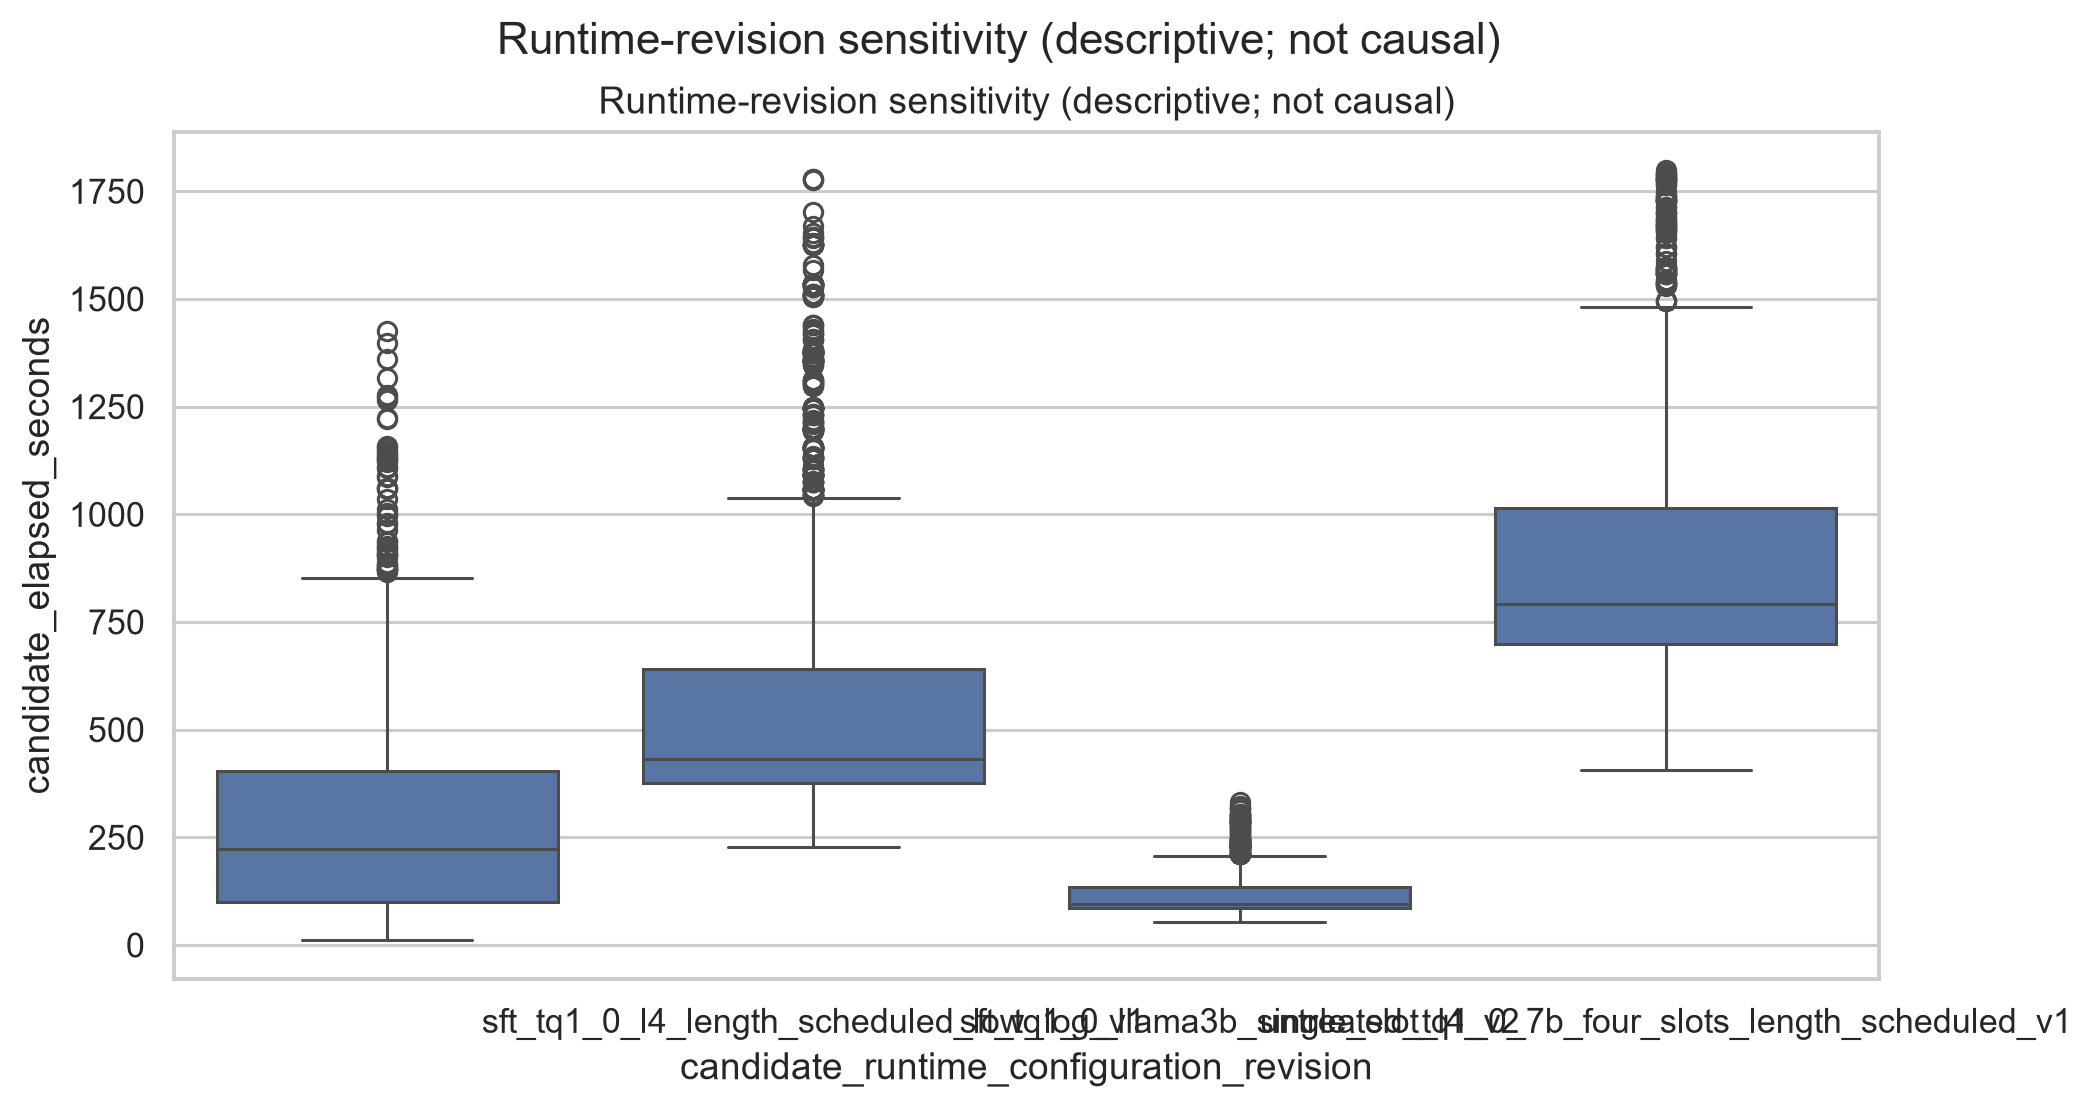 Runtime-revision sensitivity (descriptive; not causal)
Runtime-revision sensitivity (descriptive; not causal)
candidate_elapsed_seconds
1750
1500
1250
1000
750
500
250
0
sft_tq1_0_l4_length_scheduled 7b_four_slots_length_scheduled_v1
candidate_runtime_configuration_revision